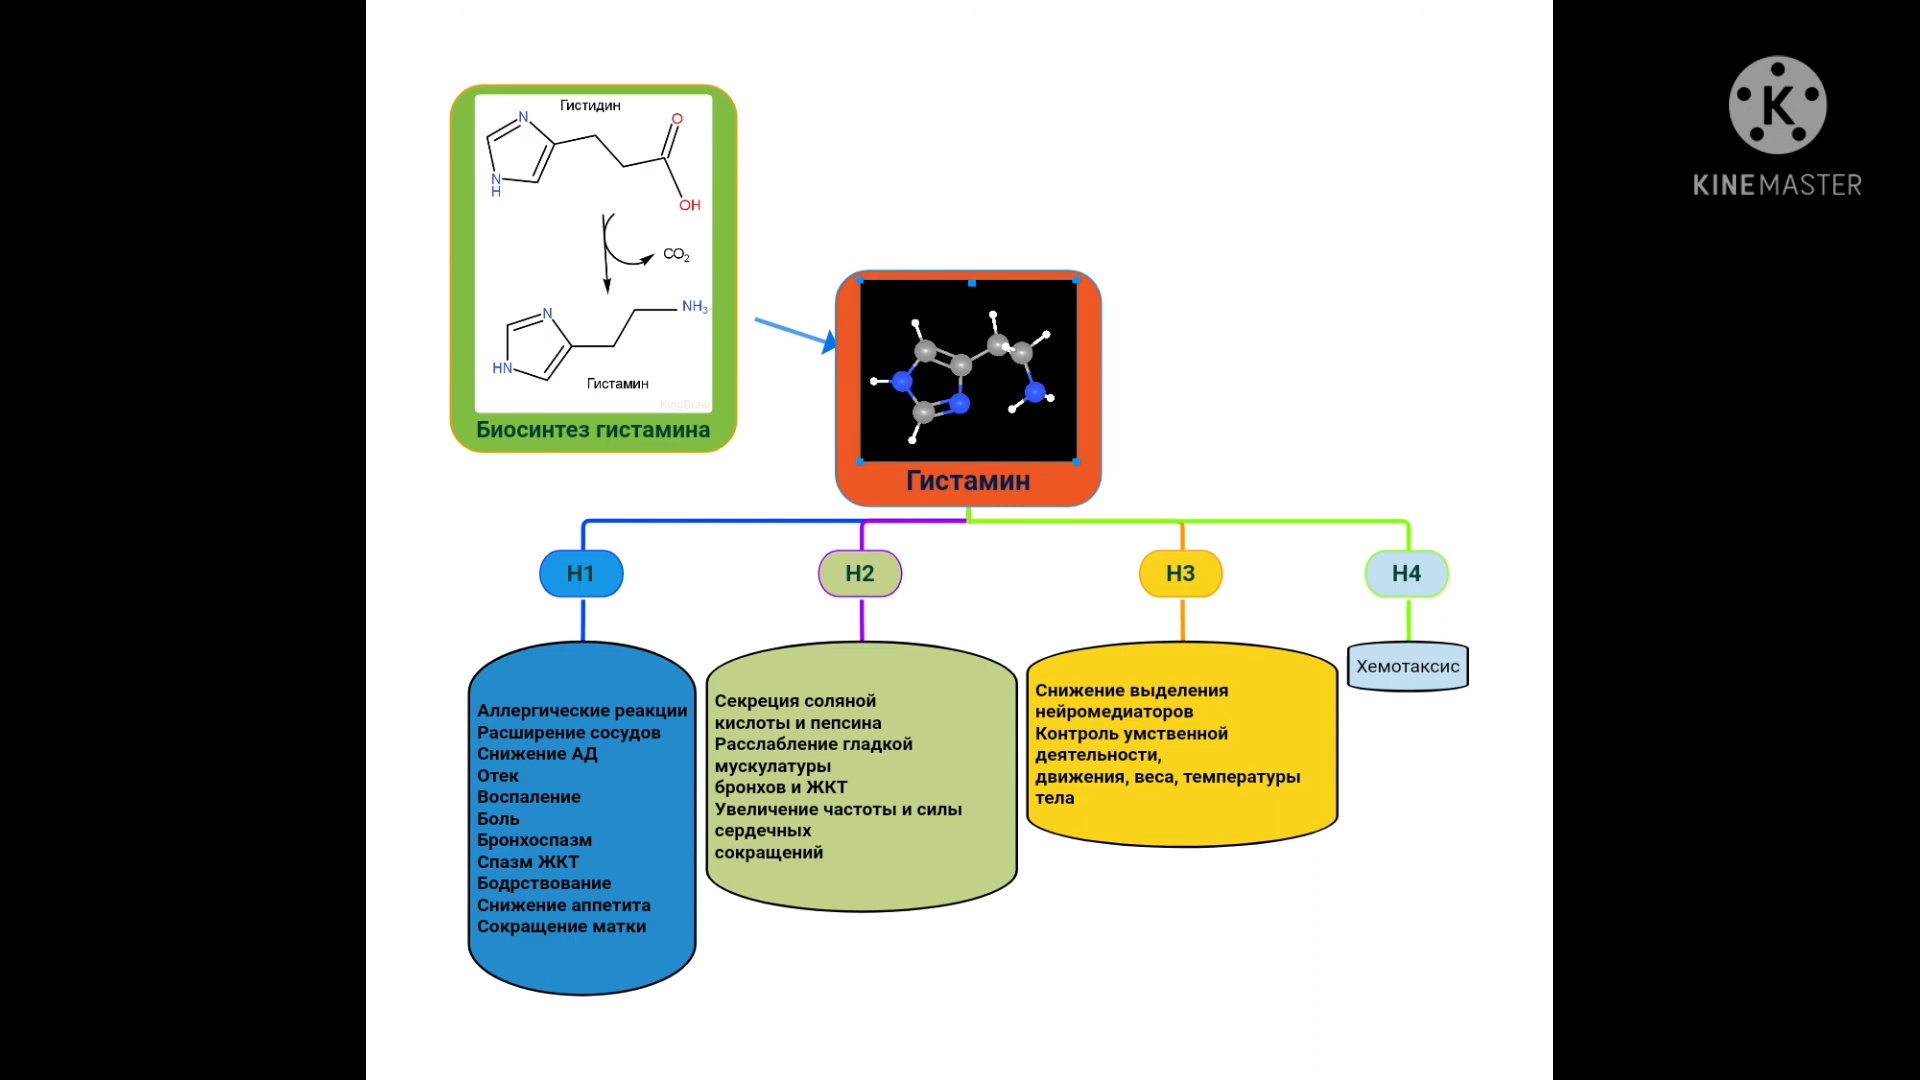 Гистидин
N
O
N
H
OH
CO2
N
NH3
HN
Гистамин
KingDraw
Биосинтез гистамина
K
KINEMASTER
Гистамин
H1
H2
H3
H4
Аллергические реакции
Расширение сосудов
Снижение АД
Отек
Воспаление
Боль
Бронхоспазм
Спазм ЖКТ
Бодрствование
Снижение аппетита
Сокращение матки
Секреция соляной
кислоты и пепсина
Расслабление гладкой
мускулатуры
бронхов и ЖКТ
Увеличение частоты и силы
сердечных
сокращений
Снижение выделения
нейромедиаторов
Контроль умственной
деятельности,
движения, веса, температуры
тела
Хемотаксис